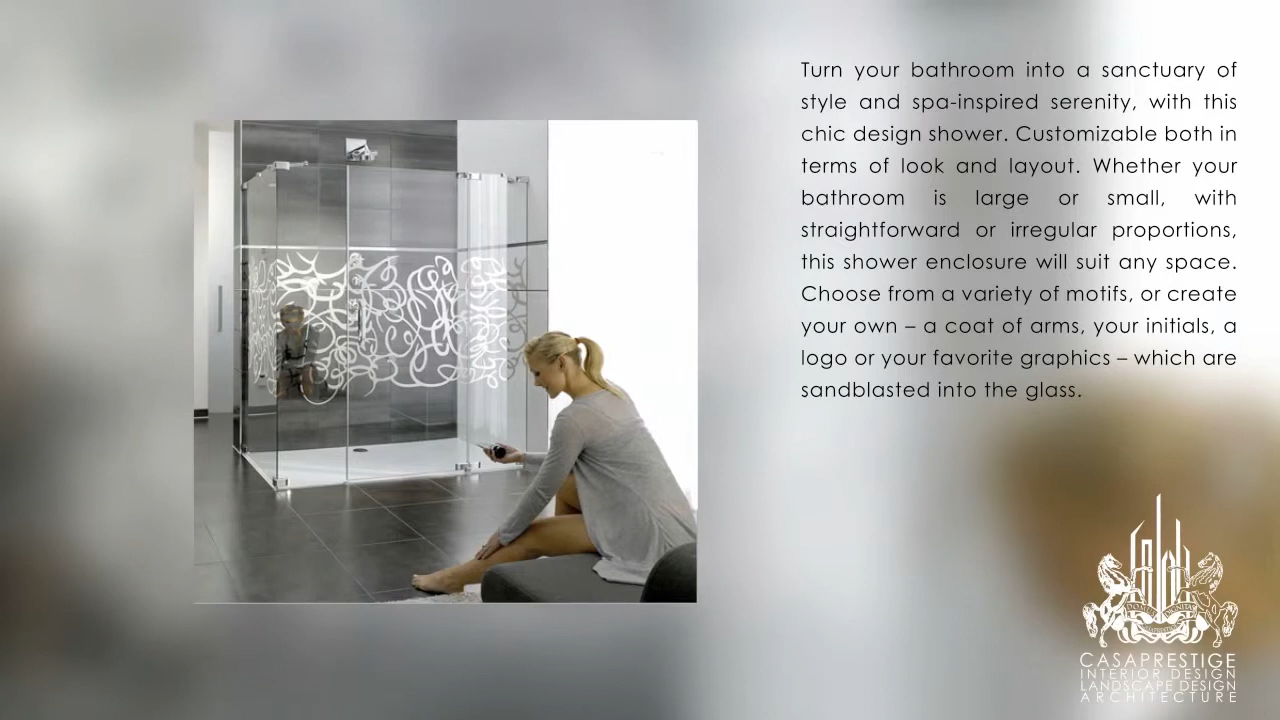 Turn your bathroom into a sanctuary of
style and spa-inspired serenity, with this
chic design shower. Customizable both in
terms of look and layout. Whether your
bathroom is large or small, with
straightforward or irregular proportions,
this shower enclosure will suit any space.
Choose from a variety of motifs, or create
your own – a coat of arms, your initials, a
logo or your favorite graphics – which are
sandblasted into the glass.
CASAPRESTIGE
INTERIOR DESIGN
LANDSCAPE DESIGN
ARCHITECTURE